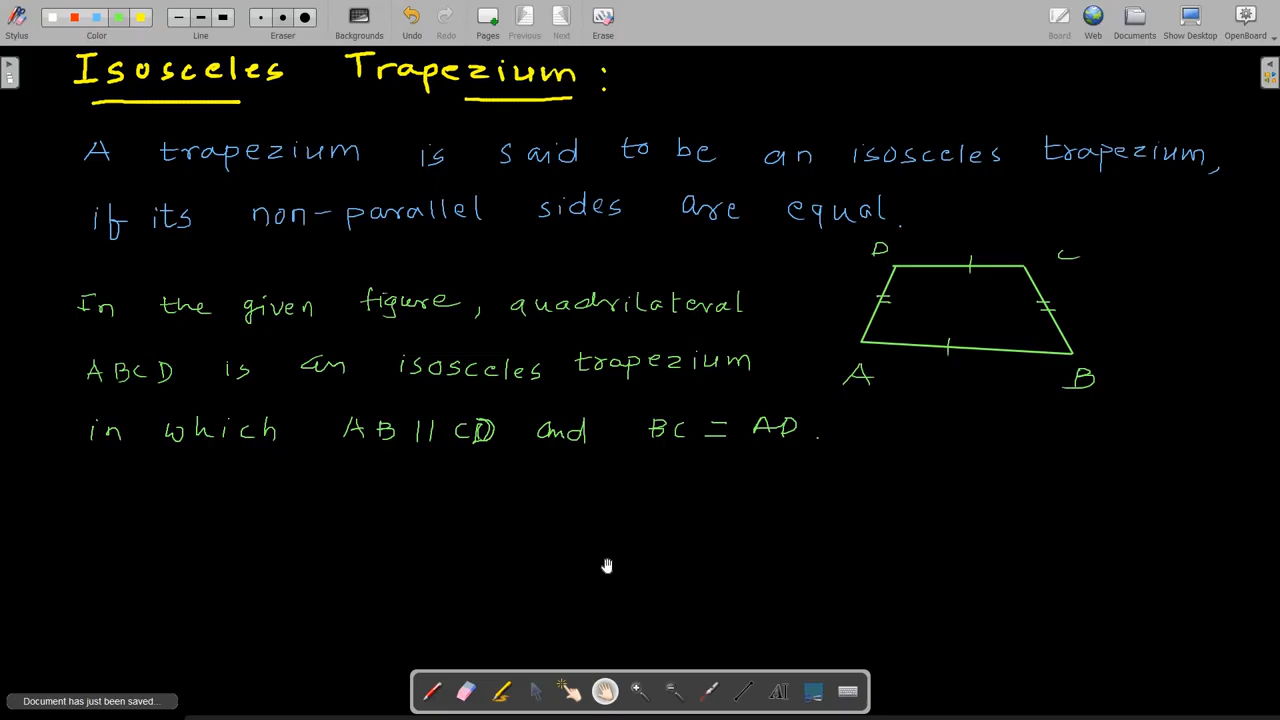 Stylus Color Line Eraser Backgrounds Undo Redo Pages Previous Next Erase Board Web Documents Show Desktop OpenBoard
Isosceles Trapezium :
A trapezium is said to be an isosceles trapezium,
if its non-parallel sides are equal.
D C
In the given figure, quadrilateral
ABCD is an isosceles trapezium
A B
in which AB || CD and BC = AD.
AI
Document has just been saved...